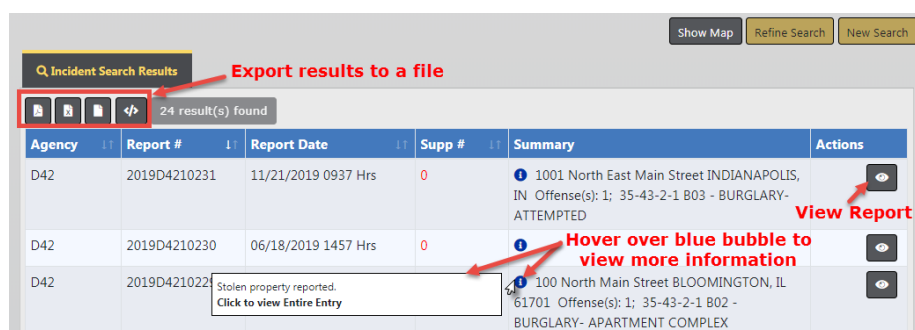 Show Map Refine Search New Search
Incident Search Results
Export results to a file
24 result(s) found
Agency Report # Report Date Supp # Summary Actions
D42 2019D4210231 11/21/2019 0937 Hrs 0 1001 North East Main Street INDIANAPOLIS,
IN Offense(s): 1; 35-43-2-1 B03 - BURGLARY-
ATTEMPTED
View Report
D42 2019D4210230 06/18/2019 1457 Hrs 0
Hover over blue bubble to
view more information
D42 2019D4210229 100 North Main Street BLOOMINGTON, IL
61701 Offense(s): 1; 35-43-2-1 B02 -
BURGLARY- APARTMENT COMPLEX
Stolen property reported.
Click to view Entire Entry